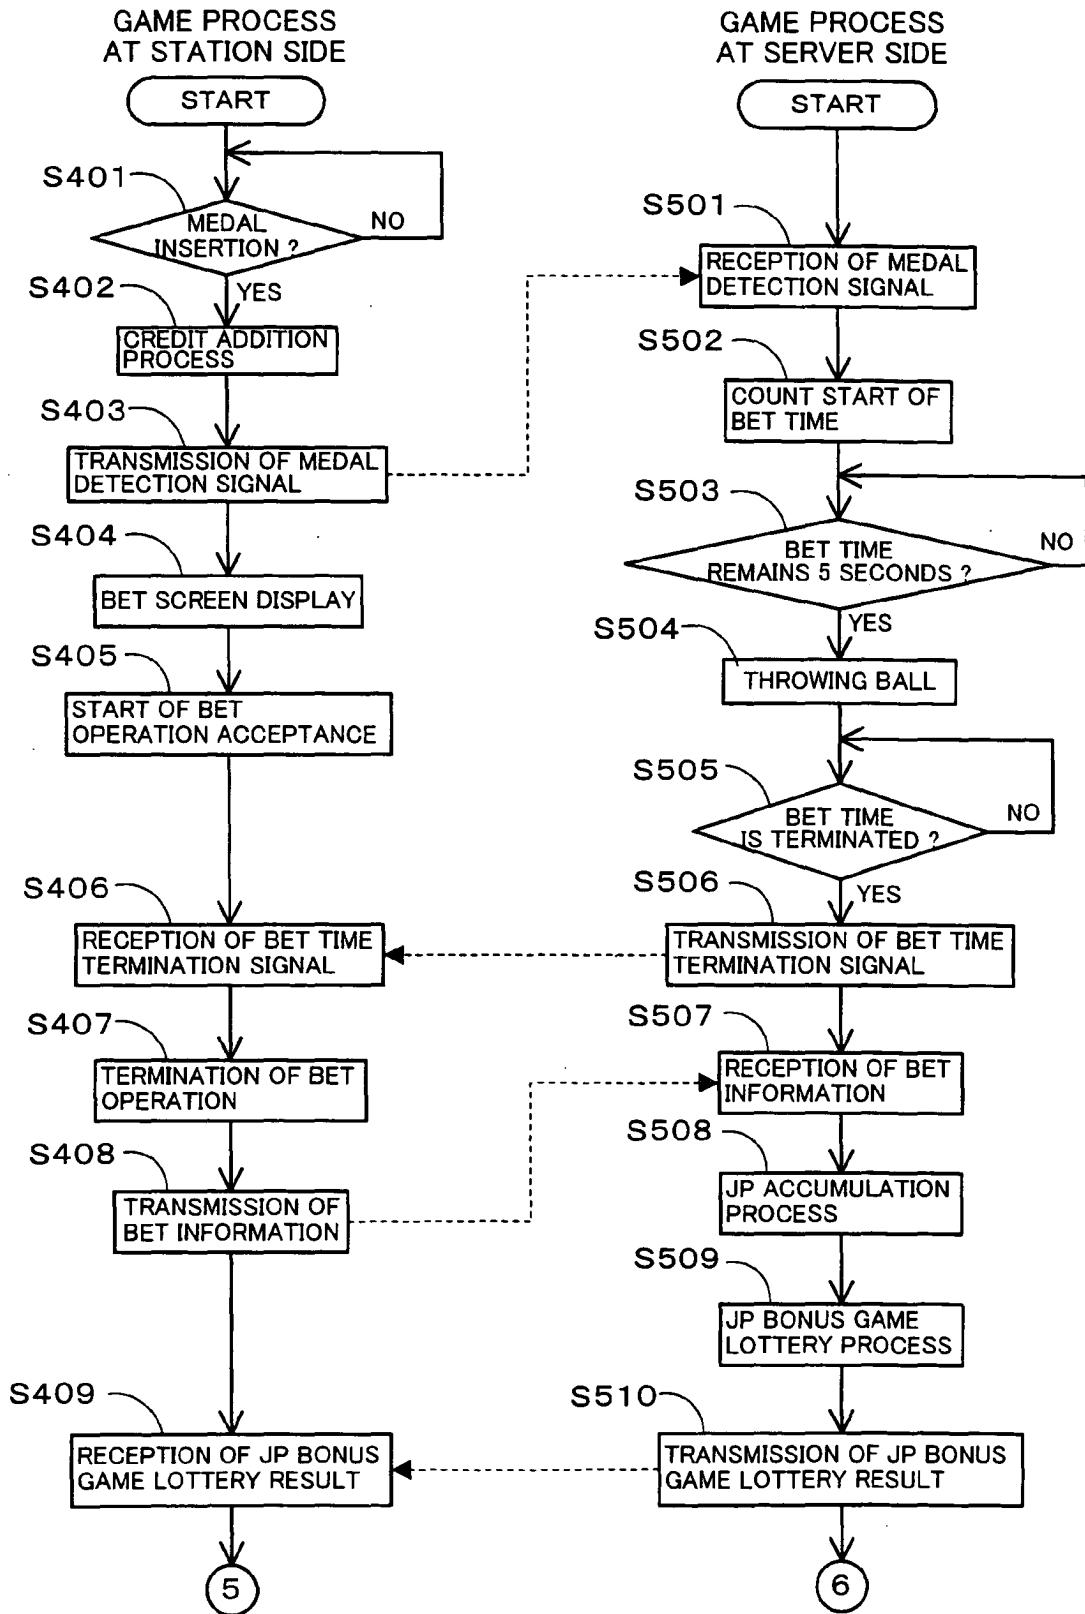 GAME PROCESS
AT STATION SIDE
START
S401
MEDAL
INSERTION ?
NO
YES
S402
CREDIT ADDITION
PROCESS
S403
TRANSMISSION OF MEDAL
DETECTION SIGNAL
S404
BET SCREEN DISPLAY
S405
START OF BET
OPERATION ACCEPTANCE
S406
RECEPTION OF BET TIME
TERMINATION SIGNAL
S407
TERMINATION OF BET
OPERATION
S408
TRANSMISSION OF
BET INFORMATION
S409
RECEPTION OF JP BONUS
GAME LOTTERY RESULT
5
GAME PROCESS
AT SERVER SIDE
START
S501
RECEPTION OF MEDAL
DETECTION SIGNAL
S502
COUNT START OF
BET TIME
S503
BET TIME
REMAINS 5 SECONDS ?
NO
YES
S504
THROWING BALL
S505
BET TIME
IS TERMINATED ?
NO
YES
S506
TRANSMISSION OF BET TIME
TERMINATION SIGNAL
S507
RECEPTION OF BET
INFORMATION
S508
JP ACCUMULATION
PROCESS
S509
JP BONUS GAME
LOTTERY PROCESS
S510
TRANSMISSION OF JP BONUS
GAME LOTTERY RESULT
6